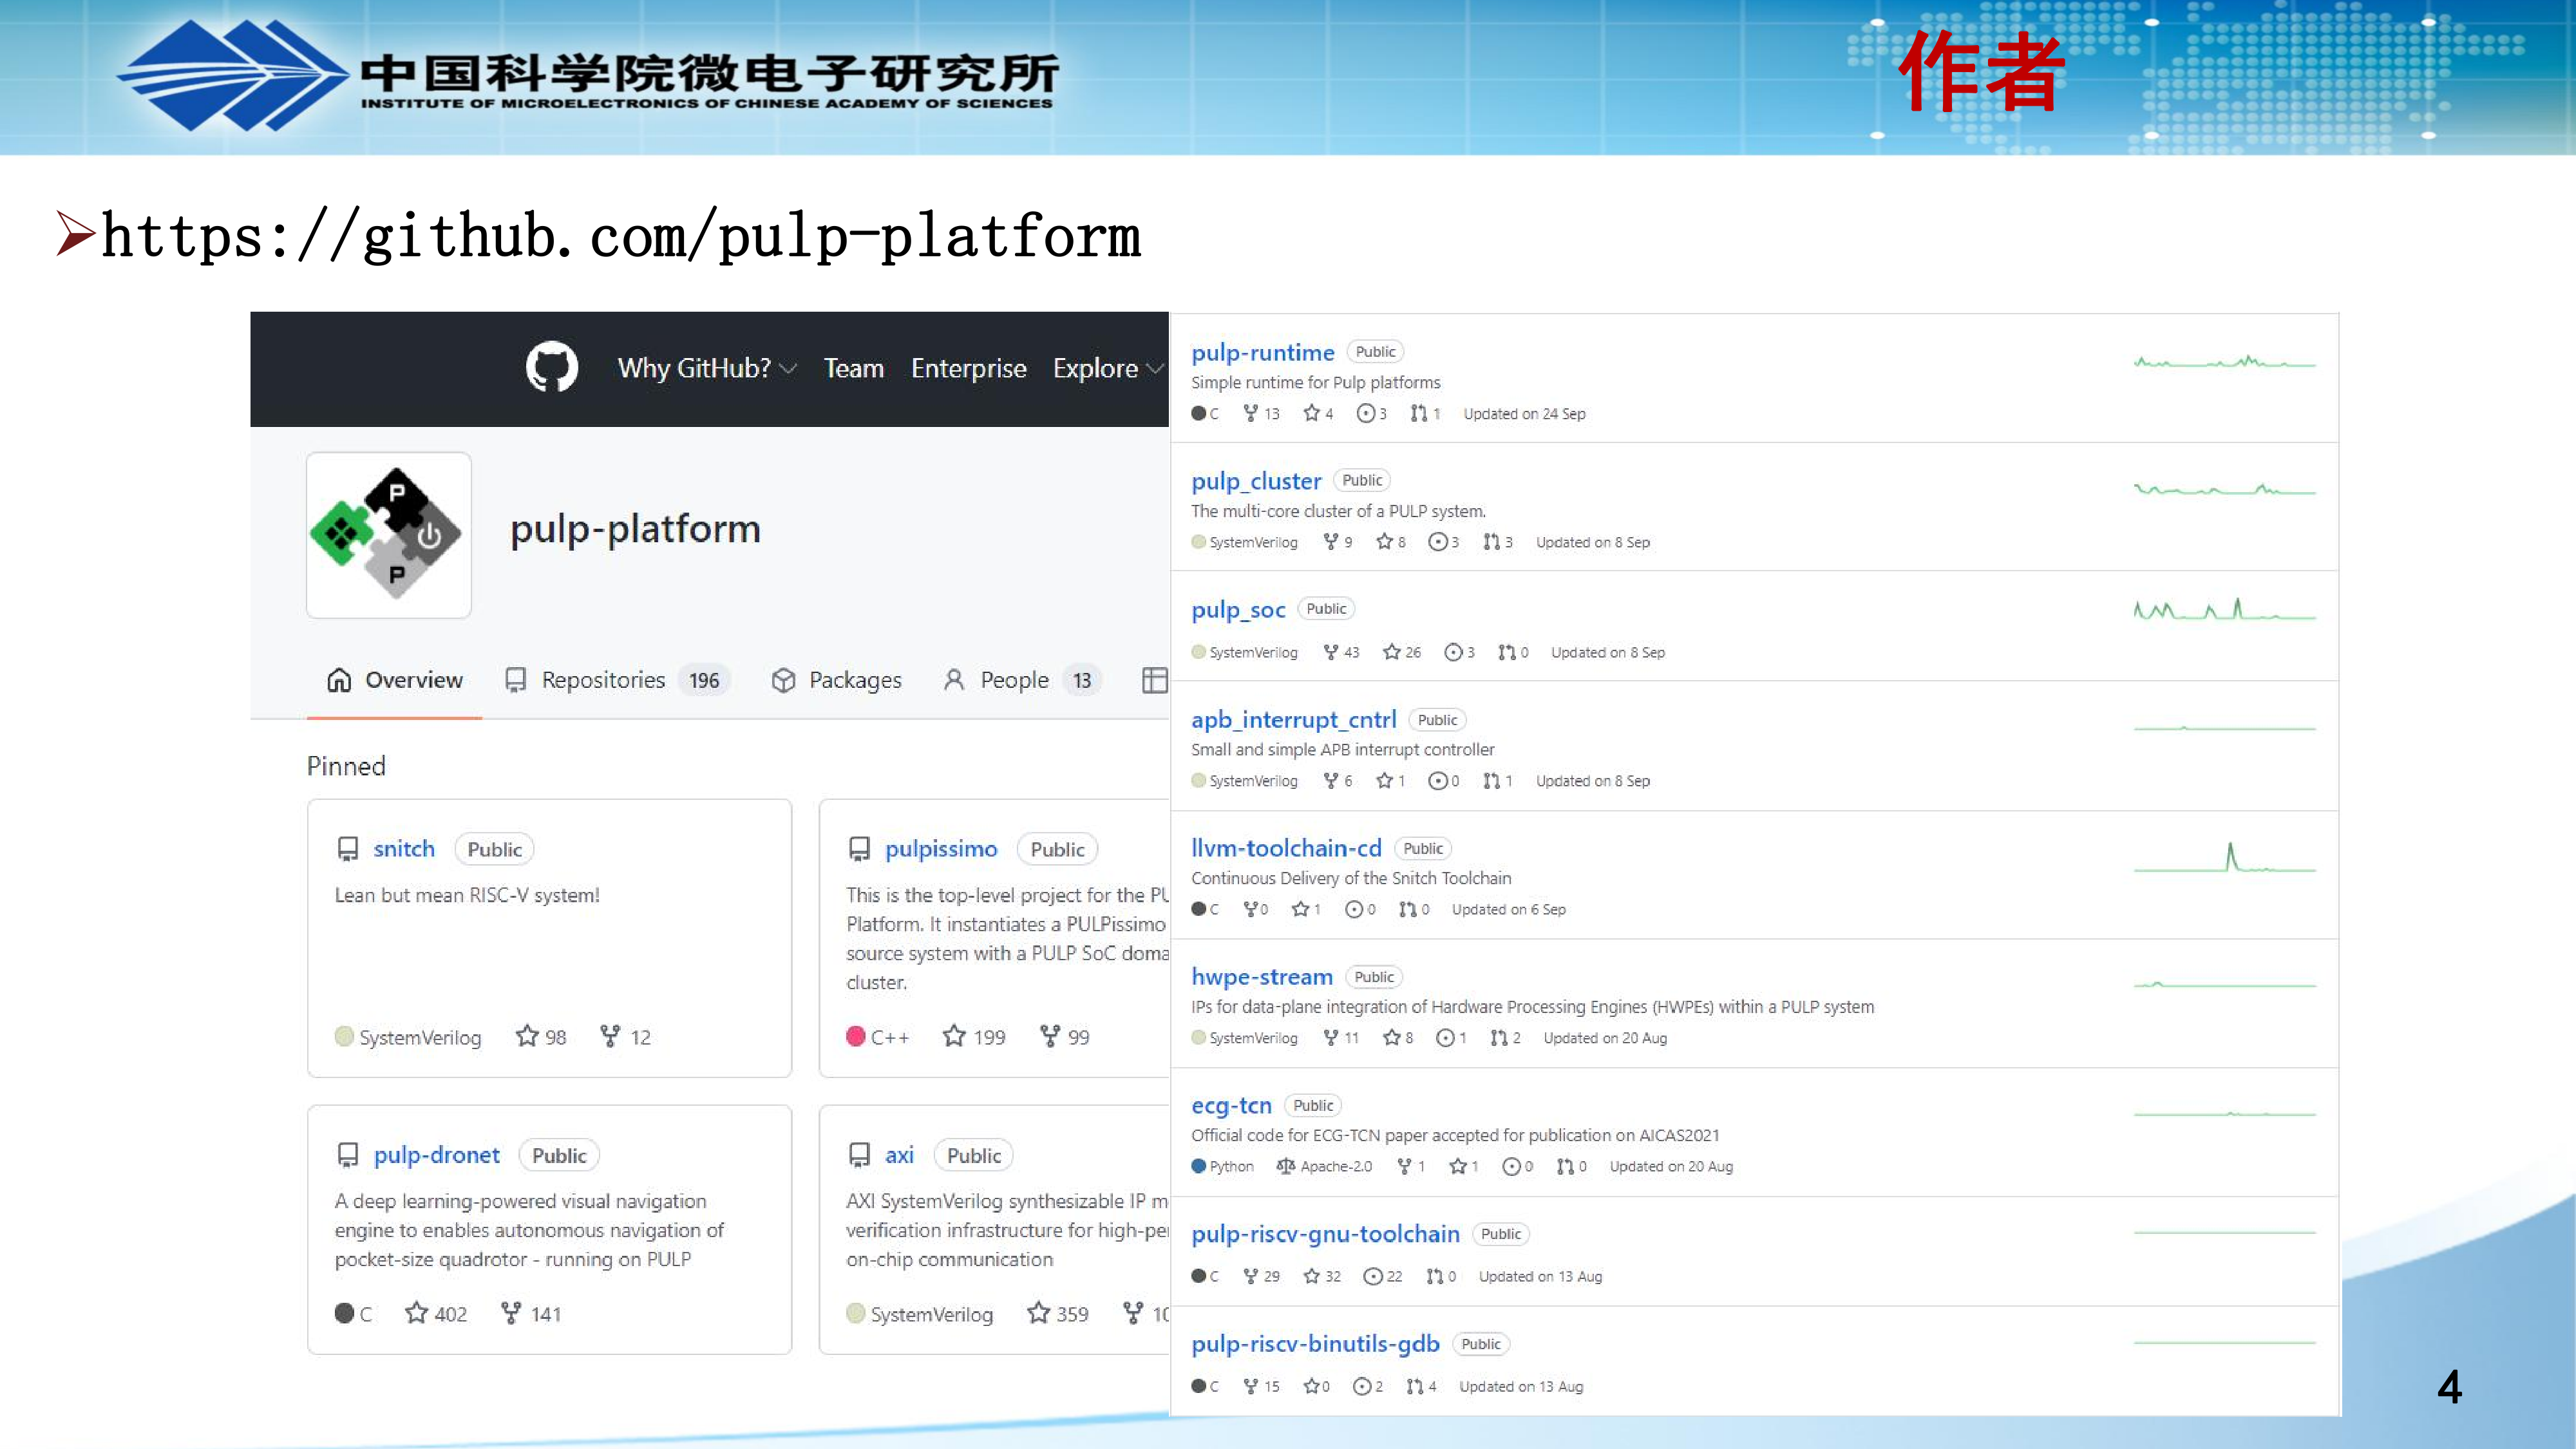 中国科学院微电子研究所
INSTITUTE OF MICROELECTRONICS OF CHINESE ACADEMY OF SCIENCES
作者
➢https://github.com/pulp-platform
Why GitHub? Team Enterprise Explore
P
P
pulp-platform
Overview Repositories 196 Packages People 13
Pinned
snitch Public
Lean but mean RISC-V system!
SystemVerilog 98 12
pulpissimo Public
This is the top-level project for the PU
Platform. It instantiates a PULPissimo
source system with a PULP SoC doma
cluster.
C++ 199 99
pulp-dronet Public
A deep learning-powered visual navigation
engine to enables autonomous navigation of
pocket-size quadrotor - running on PULP
C 402 141
axi Public
AXI SystemVerilog synthesizable IP m
verification infrastructure for high-per
on-chip communication
SystemVerilog 359 10
pulp-runtime Public
Simple runtime for Pulp platforms
C 13 4 3 1 Updated on 24 Sep
pulp_cluster Public
The multi-core cluster of a PULP system.
SystemVerilog 9 8 3 3 Updated on 8 Sep
pulp_soc Public
SystemVerilog 43 26 3 0 Updated on 8 Sep
apb_interrupt_cntrl Public
Small and simple APB interrupt controller
SystemVerilog 6 1 0 1 Updated on 8 Sep
llvm-toolchain-cd Public
Continuous Delivery of the Snitch Toolchain
C 0 1 0 0 Updated on 6 Sep
hwpe-stream Public
IPs for data-plane integration of Hardware Processing Engines (HWPEs) within a PULP system
SystemVerilog 11 8 1 2 Updated on 20 Aug
ecg-tcn Public
Official code for ECG-TCN paper accepted for publication on AICAS2021
Python Apache-2.0 1 1 0 0 Updated on 20 Aug
pulp-riscv-gnu-toolchain Public
C 29 32 22 0 Updated on 13 Aug
pulp-riscv-binutils-gdb Public
C 15 0 2 4 Updated on 13 Aug
4